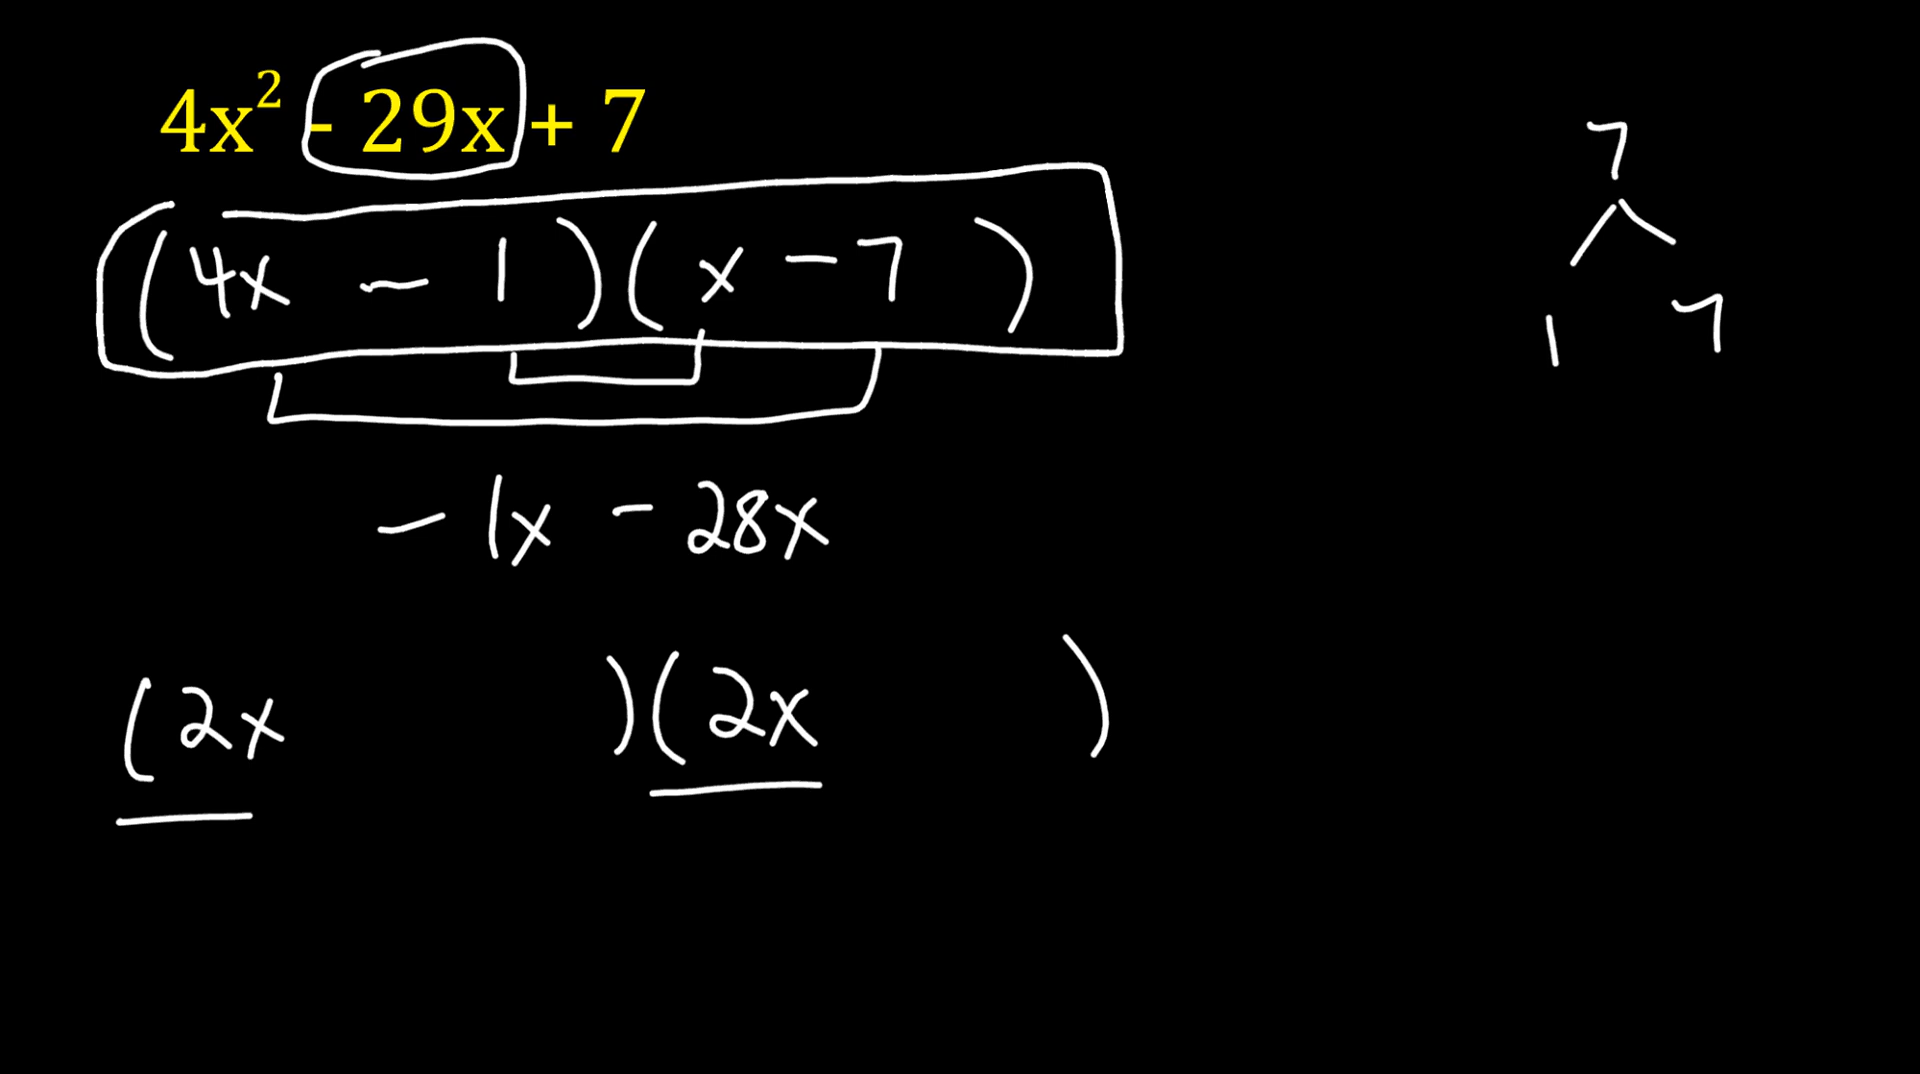 4x² - 29x + 7
(4x - 1)(x - 7)
- 1x - 28x
(2x )(2x )
7
1 7